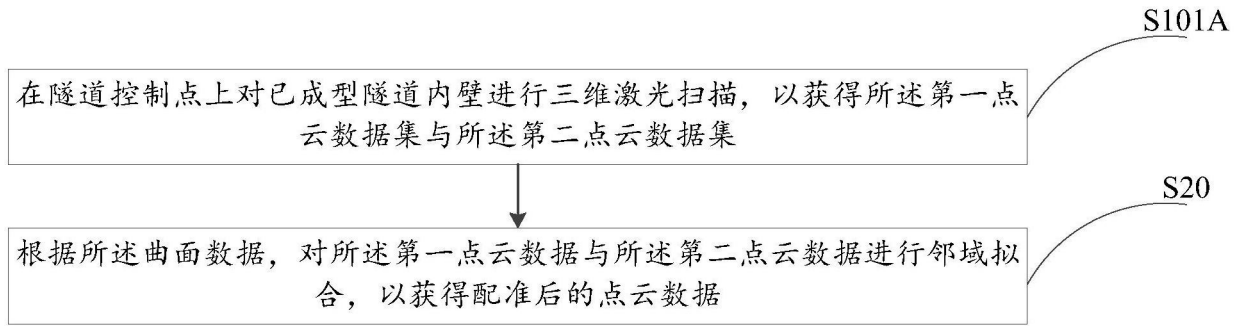 S101A
在隧道控制点上对已成型隧道内壁进行三维激光扫描，以获得所述第一点
云数据集与所述第二点云数据集
S20
根据所述曲面数据，对所述第一点云数据与所述第二点云数据进行邻域拟
合，以获得配准后的点云数据